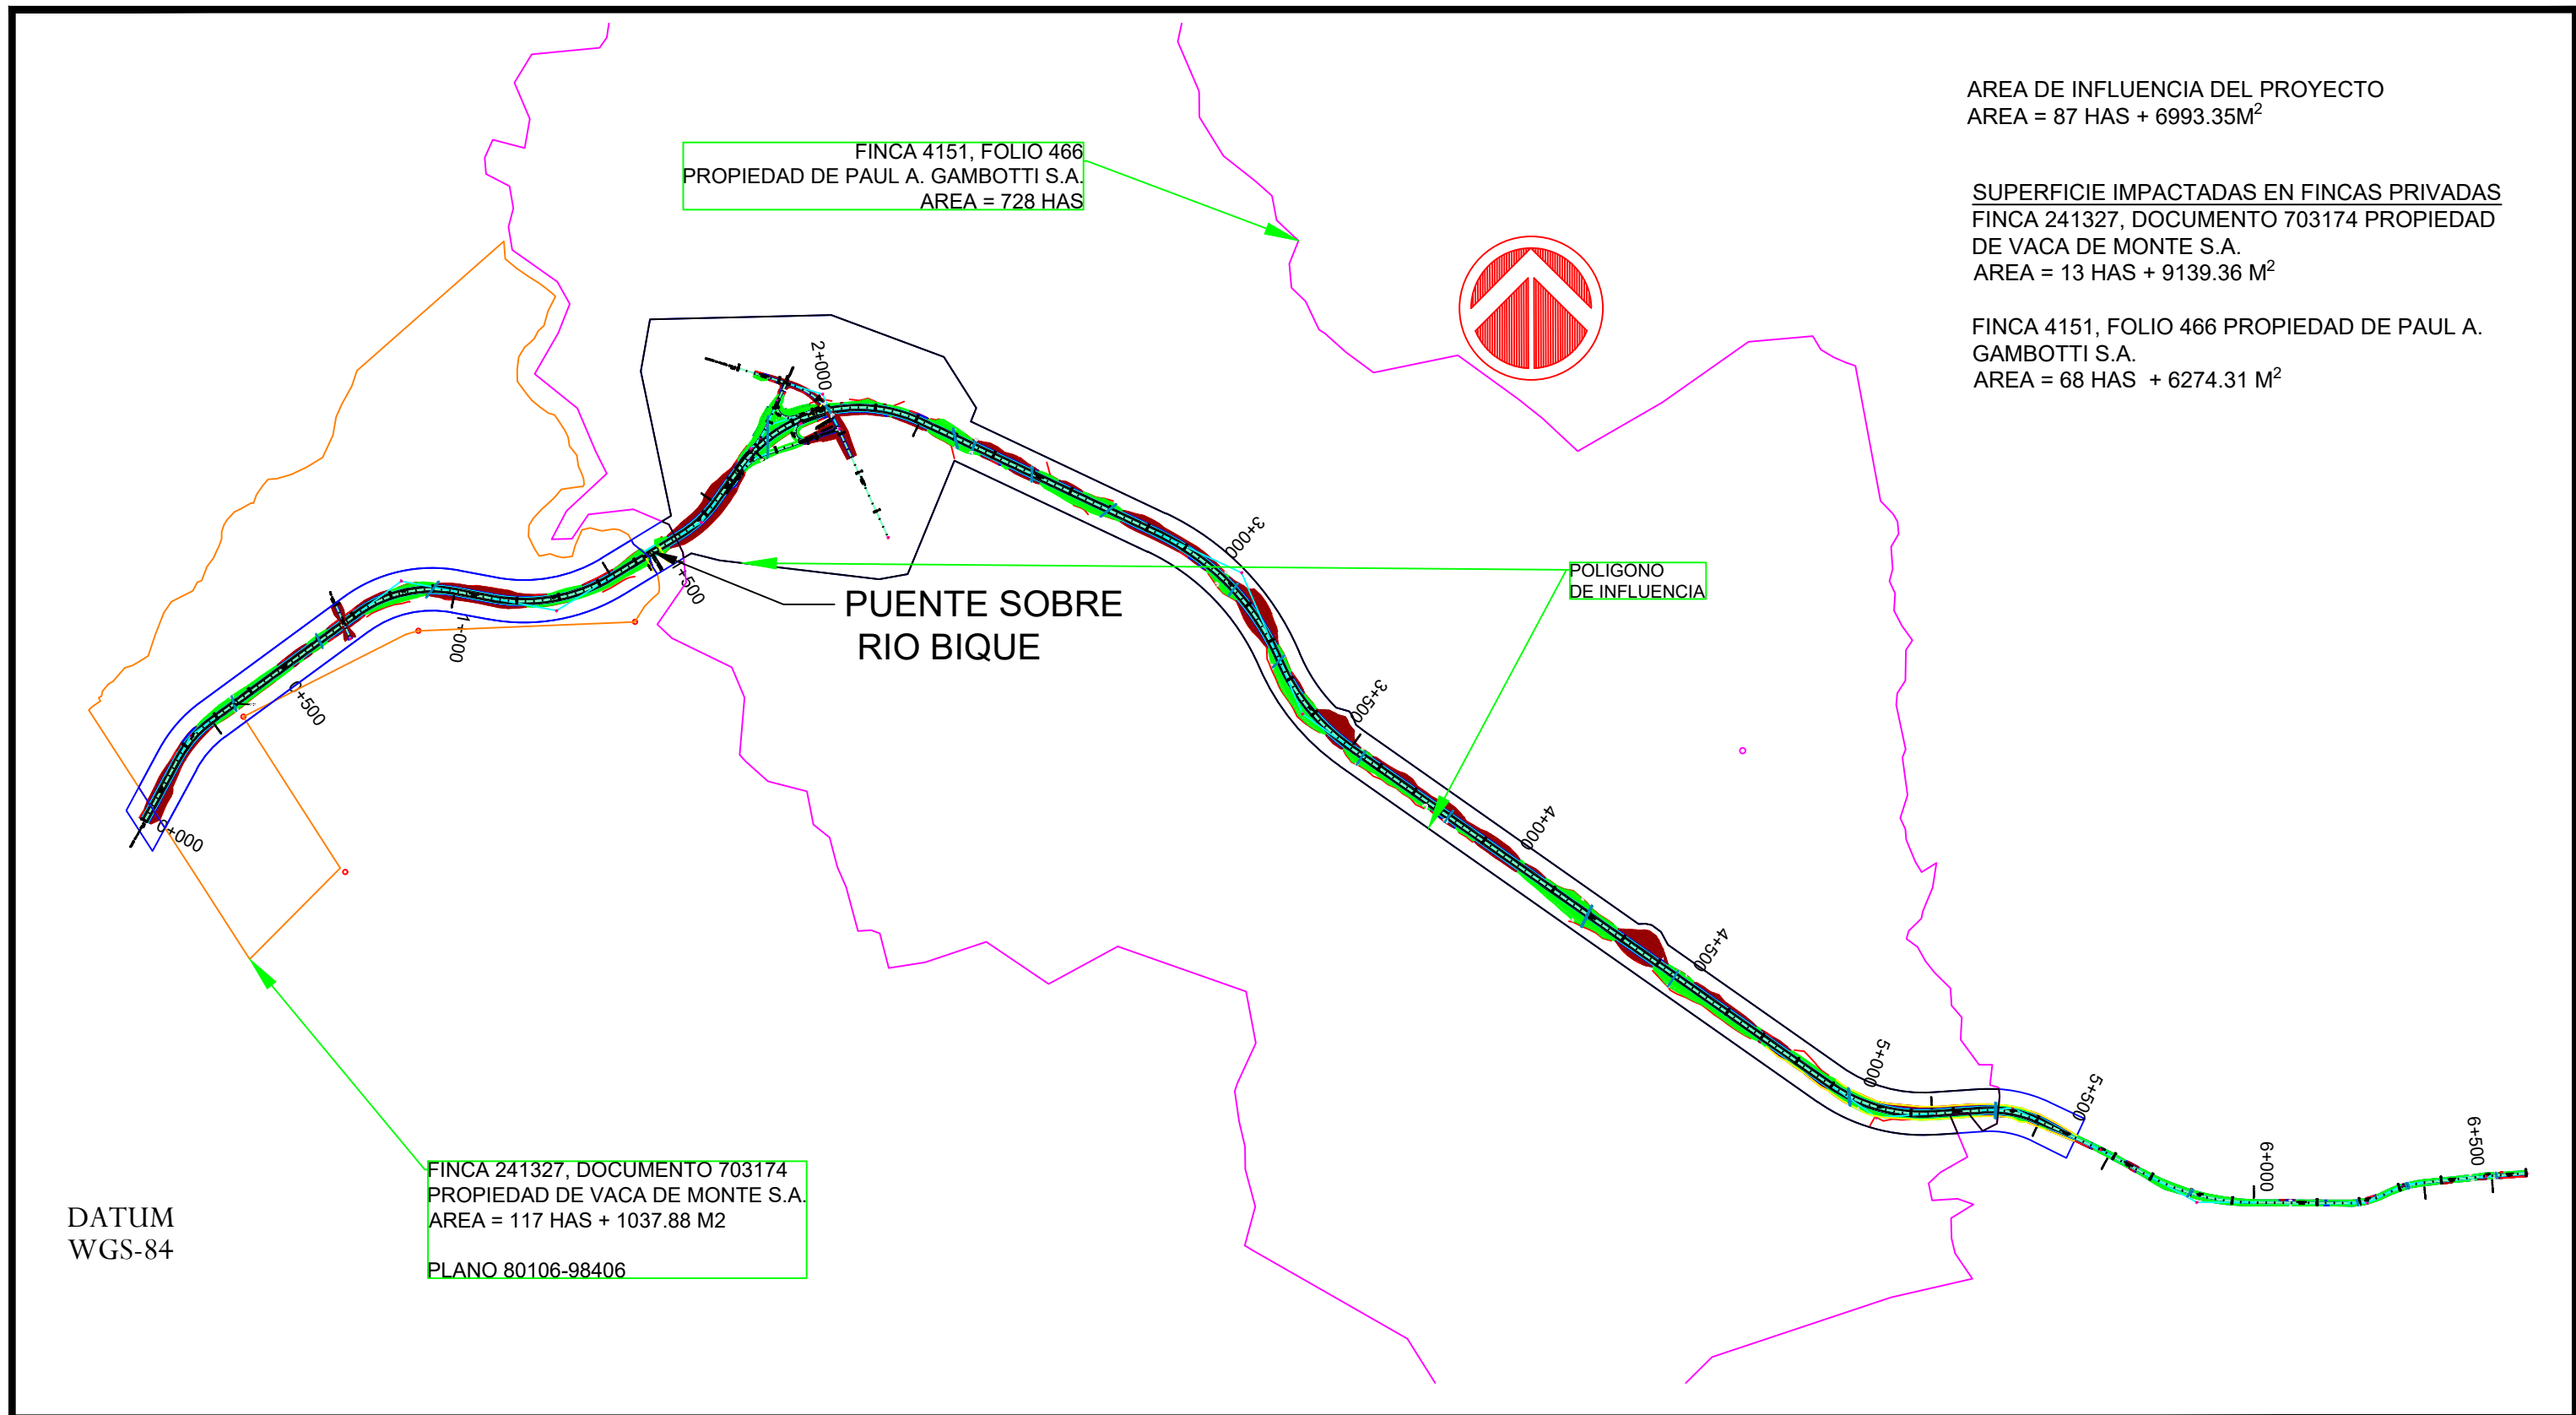 AREA DE INFLUENCIA DEL PROYECTO
AREA = 87 HAS + 6993.35M²
SUPERFICIE IMPACTADAS EN FINCAS PRIVADAS
FINCA 241327, DOCUMENTO 703174 PROPIEDAD
DE VACA DE MONTE S.A.
AREA = 13 HAS + 9139.36 M²
FINCA 4151, FOLIO 466 PROPIEDAD DE PAUL A.
GAMBOTTI S.A.
AREA = 68 HAS + 6274.31 M²
FINCA 4151, FOLIO 466
PROPIEDAD DE PAUL A. GAMBOTTI S.A.
AREA = 728 HAS
POLIGONO
DE INFLUENCIA
PUENTE SOBRE
RIO BIQUE
0+000
0+500
1+000
1+500
2+000
3+000
3+500
4+000
4+500
5+000
5+500
6+000
6+500
FINCA 241327, DOCUMENTO 703174
PROPIEDAD DE VACA DE MONTE S.A.
AREA = 117 HAS + 1037.88 M2
PLANO 80106-98406
DATUM
WGS-84